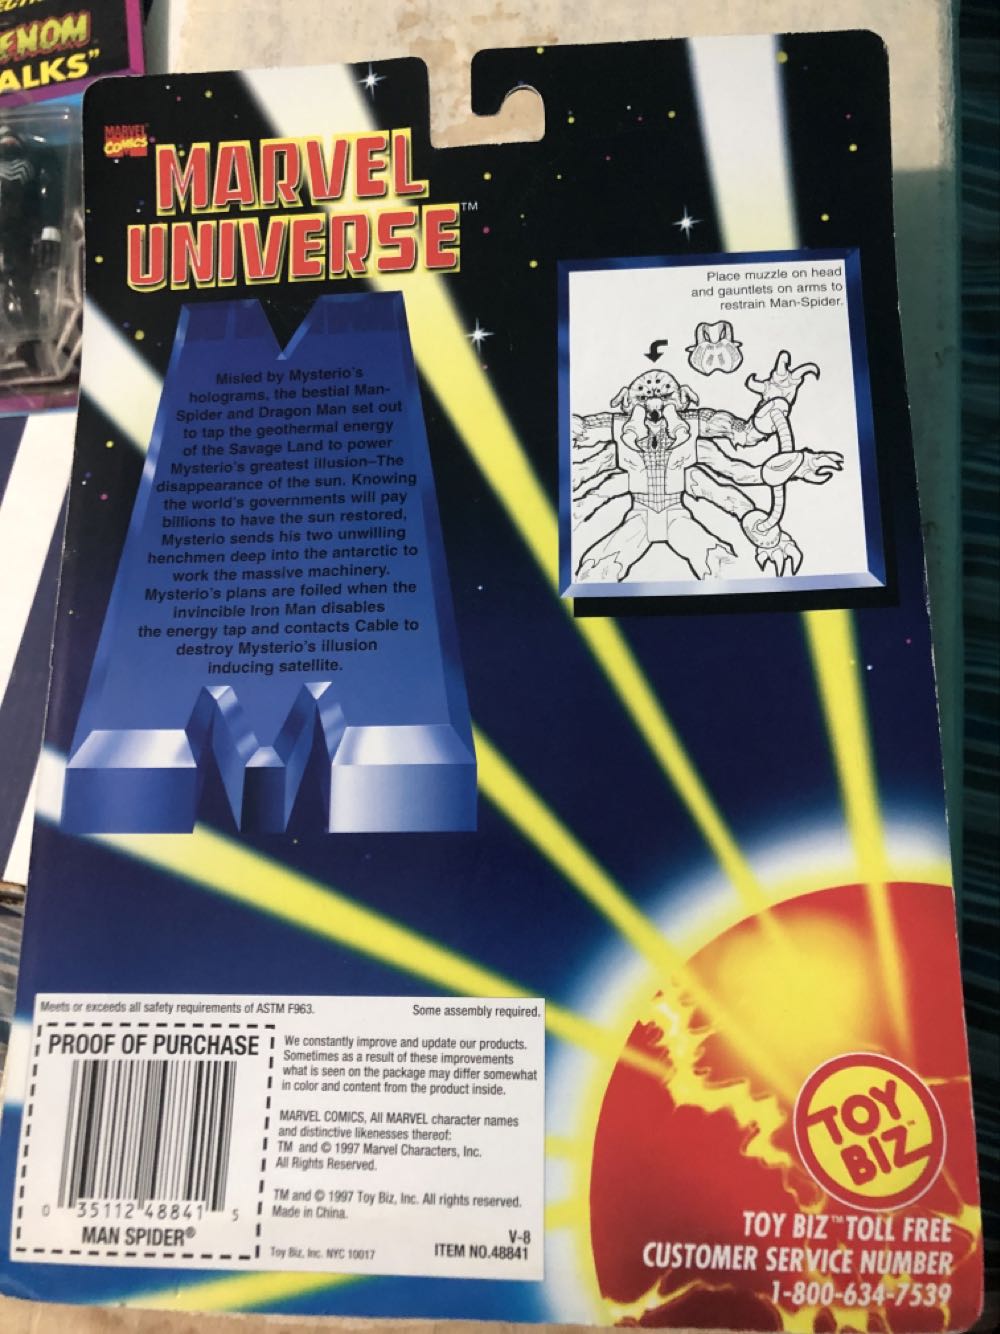 ENOM
ALKS"
MARVEL
COMICS
MARVEL
UNIVERSE™
Misled by Mysterio's
holograms, the bestial Man-
Spider and Dragon Man set out
to tap the geothermal energy
of the Savage Land to power
Mysterio's greatest illusion–The
disappearance of the sun. Knowing
the world's governments will pay
billions to have the sun restored,
Mysterio sends his two unwilling
henchmen deep into the antarctic to
work the massive machinery.
Mysterio's plans are foiled when the
invincible Iron Man disables
the energy tap and contacts Cable to
destroy Mysterio's illusion
inducing satellite.
Place muzzle on head
and gauntlets on arms to
restrain Man-Spider.
Meets or exceeds all safety requirements of ASTM F963.
Some assembly required.
PROOF OF PURCHASE
0 35112 48841 5
MAN SPIDER®
We constantly improve and update our products.
Sometimes as a result of these improvements
what is seen on the package may differ somewhat
in color and content from the product inside.
MARVEL COMICS, All MARVEL character names
and distinctive likenesses thereof:
TM and © 1997 Marvel Characters, Inc.
All Rights Reserved.
TM and © 1997 Toy Biz, Inc. All rights reserved.
Made in China.
V-8
Toy Biz, Inc. NYC 10017
ITEM NO.48841
TOY
BIZ™
TOY BIZ™ TOLL FREE
CUSTOMER SERVICE NUMBER
1-800-634-7539